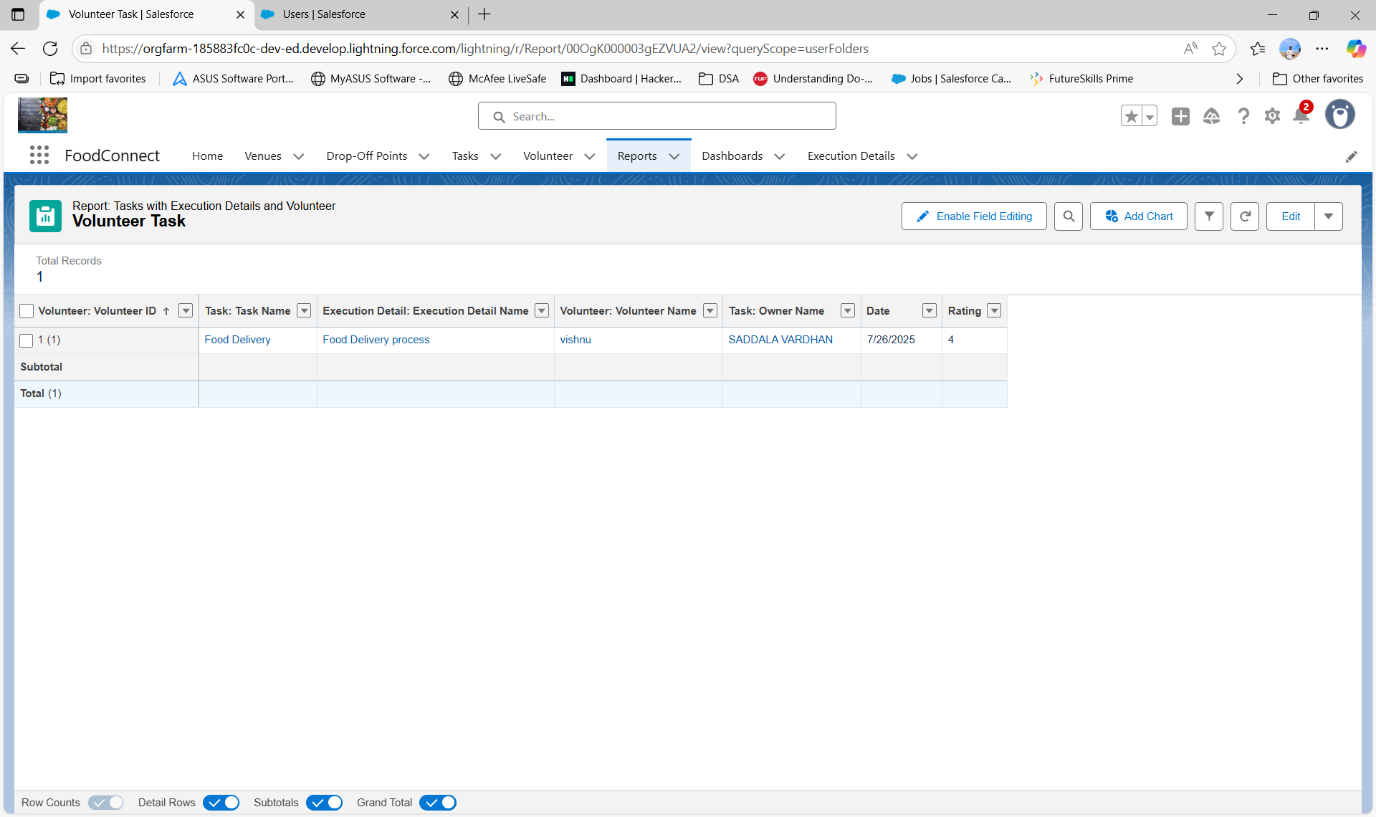 Volunteer Task | Salesforce
Users | Salesforce
https://orgfarm-185883fc0c-dev-ed.develop.lightning.force.com/lightning/r/Report/00OgK000003gEZVUA2/view?queryScope=userFolders
Import favorites
ASUS Software Port...
MyASUS Software -...
McAfee LiveSafe
Dashboard | Hacker...
DSA
Understanding Do-...
Jobs | Salesforce Ca...
FutureSkills Prime
Other favorites
Search...
2
FoodConnect
Home
Venues
Drop-Off Points
Tasks
Volunteer
Reports
Dashboards
Execution Details
Report: Tasks with Execution Details and Volunteer
Volunteer Task
Enable Field Editing
Add Chart
Edit
Total Records
1
Volunteer: Volunteer ID ↑ Task: Task Name Execution Detail: Execution Detail Name Volunteer: Volunteer Name Task: Owner Name Date Rating
1 (1) Food Delivery Food Delivery process vishnu SADDALA VARDHAN 7/26/2025 4
Subtotal
Total (1)
Row Counts Detail Rows Subtotals Grand Total